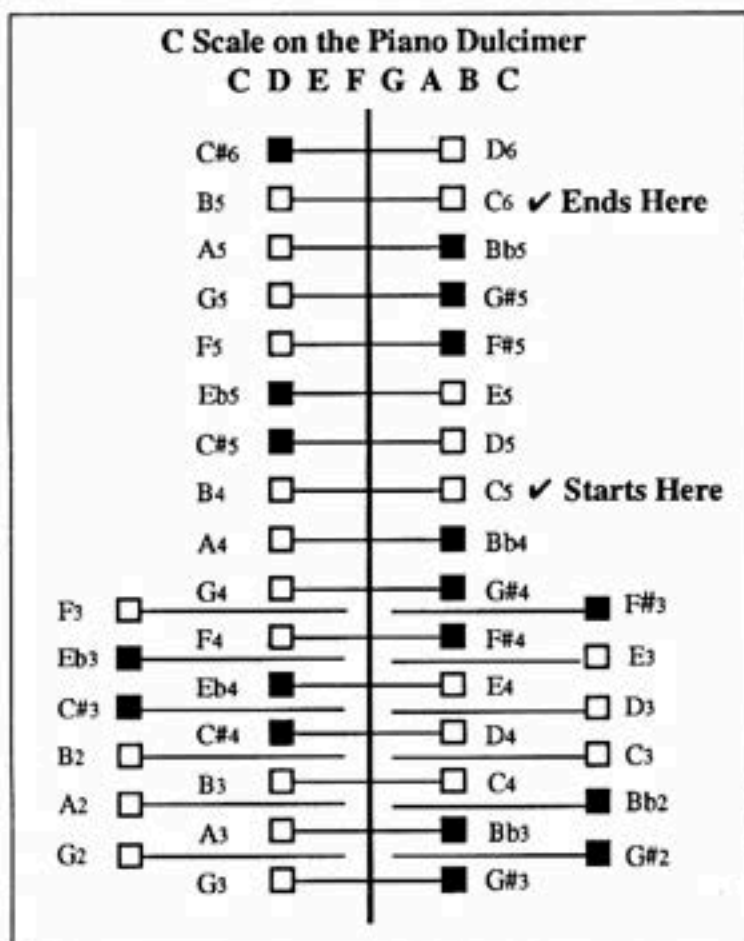 C Scale on the Piano Dulcimer
C D E F G A B C
C#6 D6
B5 C6 ✔ Ends Here
A5 Bb5
G5 G#5
F5 F#5
Eb5 E5
C#5 D5
B4 C5 ✔ Starts Here
A4 Bb4
G4 G#4
F3 F#3
F4 F#4
Eb3 E3
Eb4 E4
C#3 D3
C#4 D4
B2 C3
B3 C4
A2 Bb2
A3 Bb3
G2 G#2
G3 G#3